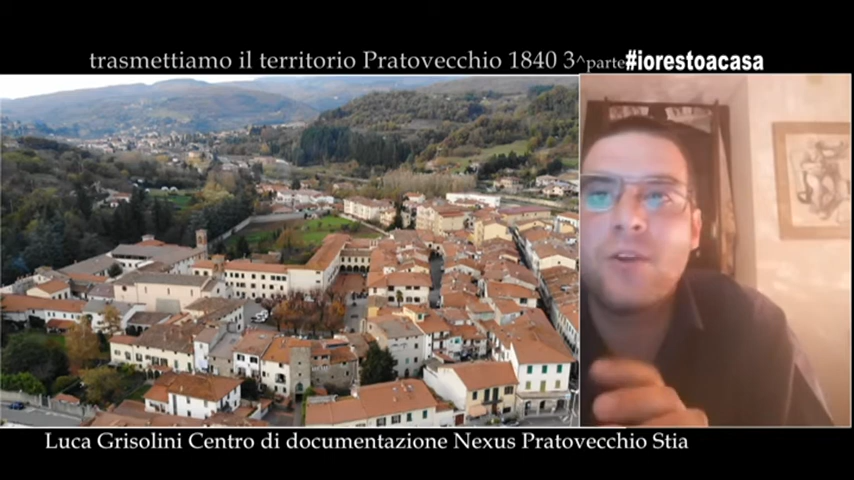 trasmettiamo il territorio Pratovecchio 1840 3^parte#iorestoacasa
Luca Grisolini Centro di documentazione Nexus Pratovecchio Stia